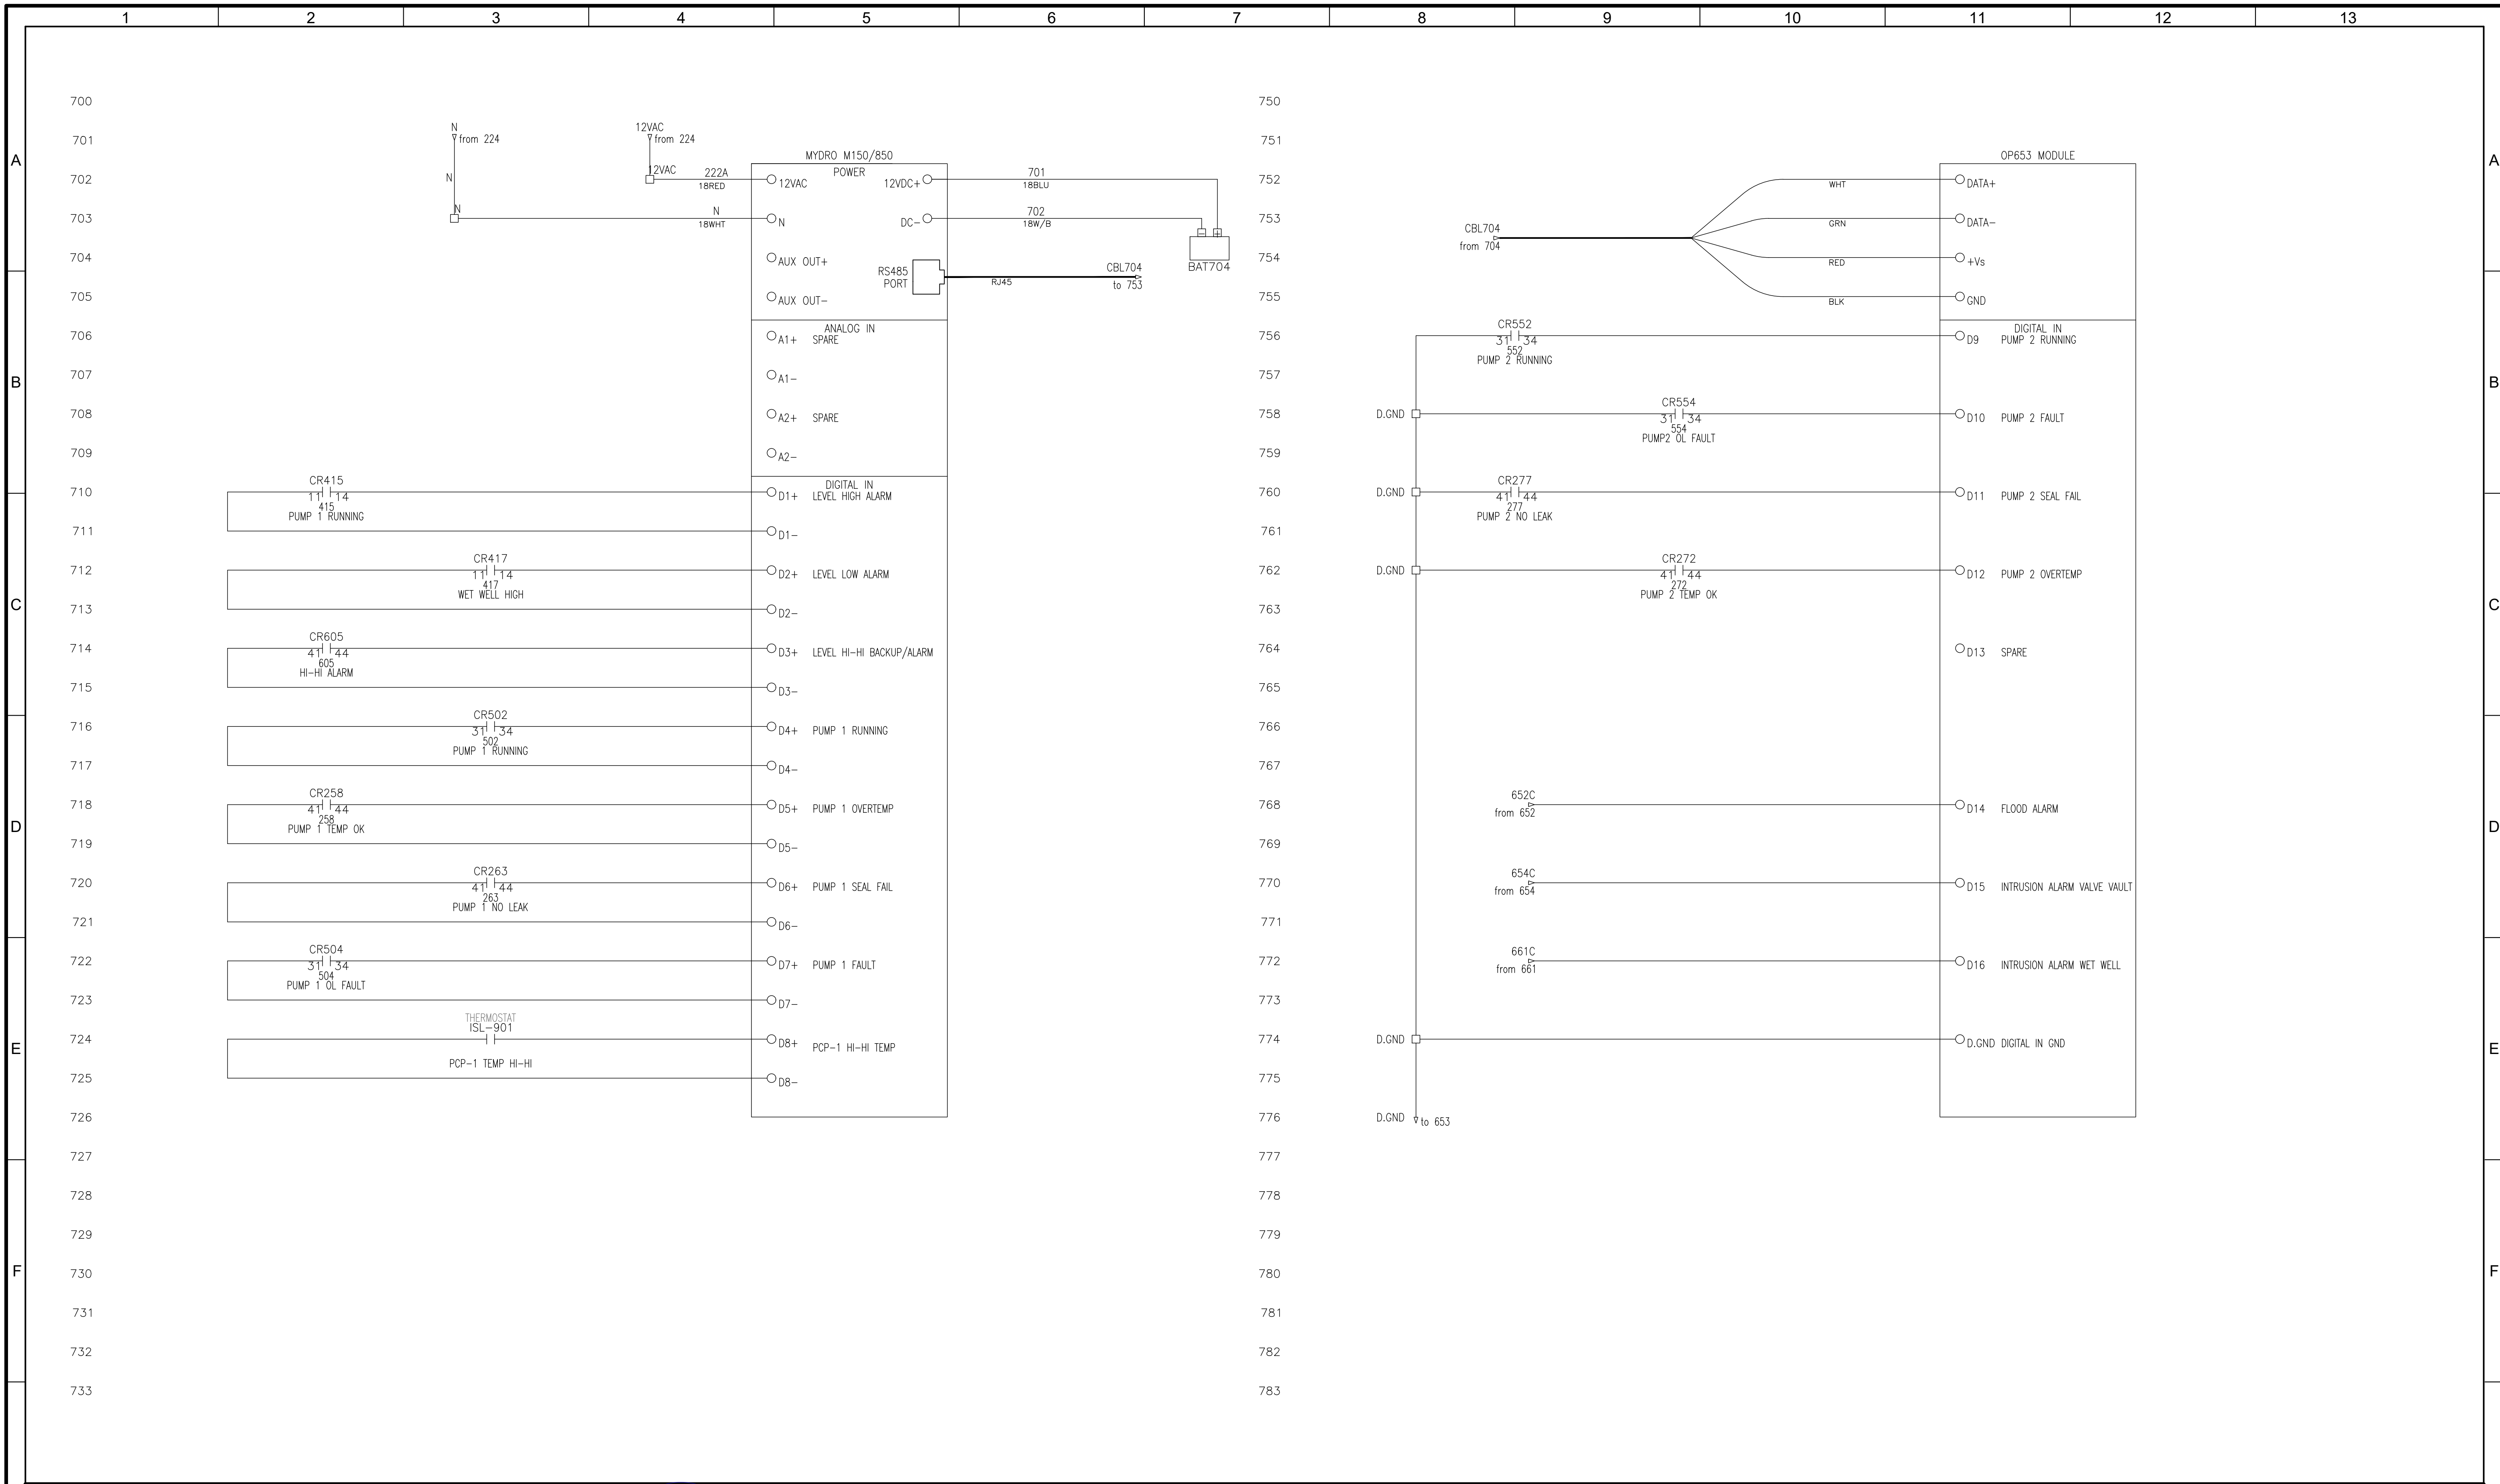 1 2 3 4 5 6 7 8 9 10 11 12 13
A
B
C
D
E
F
700
701
702
703
704
705
706
707
708
709
710
711
712
713
714
715
716
717
718
719
720
721
722
723
724
725
726
727
728
729
730
731
732
733
N
from 224
N
N
12VAC
from 224
12VAC
222A
18RED
N
18WHT
MYDRO M150/850
POWER
12VAC
12VDC+
N
DC-
AUX OUT+
RS485
PORT
AUX OUT-
701
18BLU
702
18W/B
- +
BAT704
RJ45
CBL704
to 753
ANALOG IN
A1+ SPARE
A1-
A2+ SPARE
A2-
DIGITAL IN
D1+ LEVEL HIGH ALARM
D1-
D2+ LEVEL LOW ALARM
D2-
D3+ LEVEL HI-HI BACKUP/ALARM
D3-
D4+ PUMP 1 RUNNING
D4-
D5+ PUMP 1 OVERTEMP
D5-
D6+ PUMP 1 SEAL FAIL
D6-
D7+ PUMP 1 FAULT
D7-
D8+ PCP-1 HI-HI TEMP
D8-
CR415
11 14
415
PUMP 1 RUNNING
CR417
11 14
417
WET WELL HIGH
CR605
41 44
605
HI-HI ALARM
CR502
31 34
502
PUMP 1 RUNNING
CR258
41 44
258
PUMP 1 TEMP OK
CR263
41 44
263
PUMP 1 NO LEAK
CR504
31 34
504
PUMP 1 OL FAULT
THERMOSTAT
ISL-901
PCP-1 TEMP HI-HI
750
751
752
753
754
755
756
757
758
759
760
761
762
763
764
765
766
767
768
769
770
771
772
773
774
775
776
777
778
779
780
781
782
783
CBL704
from 704
WHT
GRN
RED
BLK
OP653 MODULE
DATA+
DATA-
+Vs
GND
DIGITAL IN
D9 PUMP 2 RUNNING
D10 PUMP 2 FAULT
D11 PUMP 2 SEAL FAIL
D12 PUMP 2 OVERTEMP
D13 SPARE
D14 FLOOD ALARM
D15 INTRUSION ALARM VALVE VAULT
D16 INTRUSION ALARM WET WELL
D.GND DIGITAL IN GND
CR552
31 34
552
PUMP 2 RUNNING
D.GND
CR554
31 34
554
PUMP2 OL FAULT
D.GND
CR277
41 44
277
PUMP 2 NO LEAK
D.GND
CR272
41 44
272
PUMP 2 TEMP OK
652C
from 652
654C
from 654
661C
from 661
D.GND
D.GND
to 653
A
B
C
D
E
F